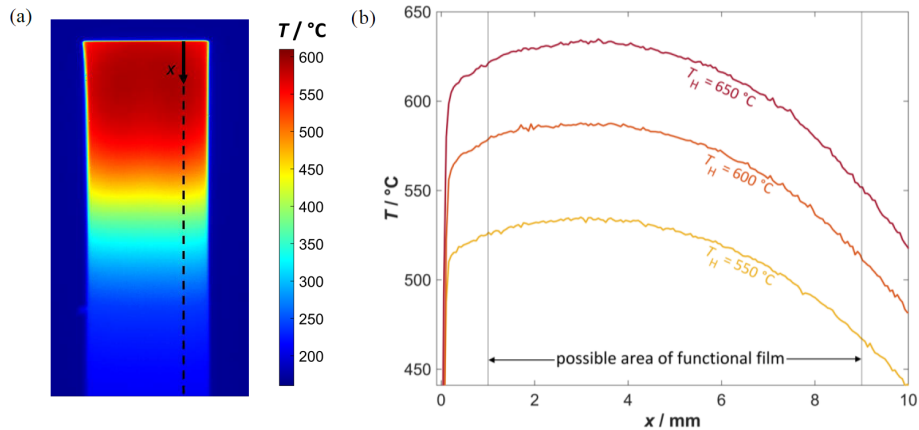 (a)
T / °C
x
600
550
500
450
400
350
300
250
200
(b)
650
600
550
500
450
T / °C
T_H = 650 °C
T_H = 600 °C
T_H = 550 °C
possible area of functional film
0 2 4 6 8 10
x / mm